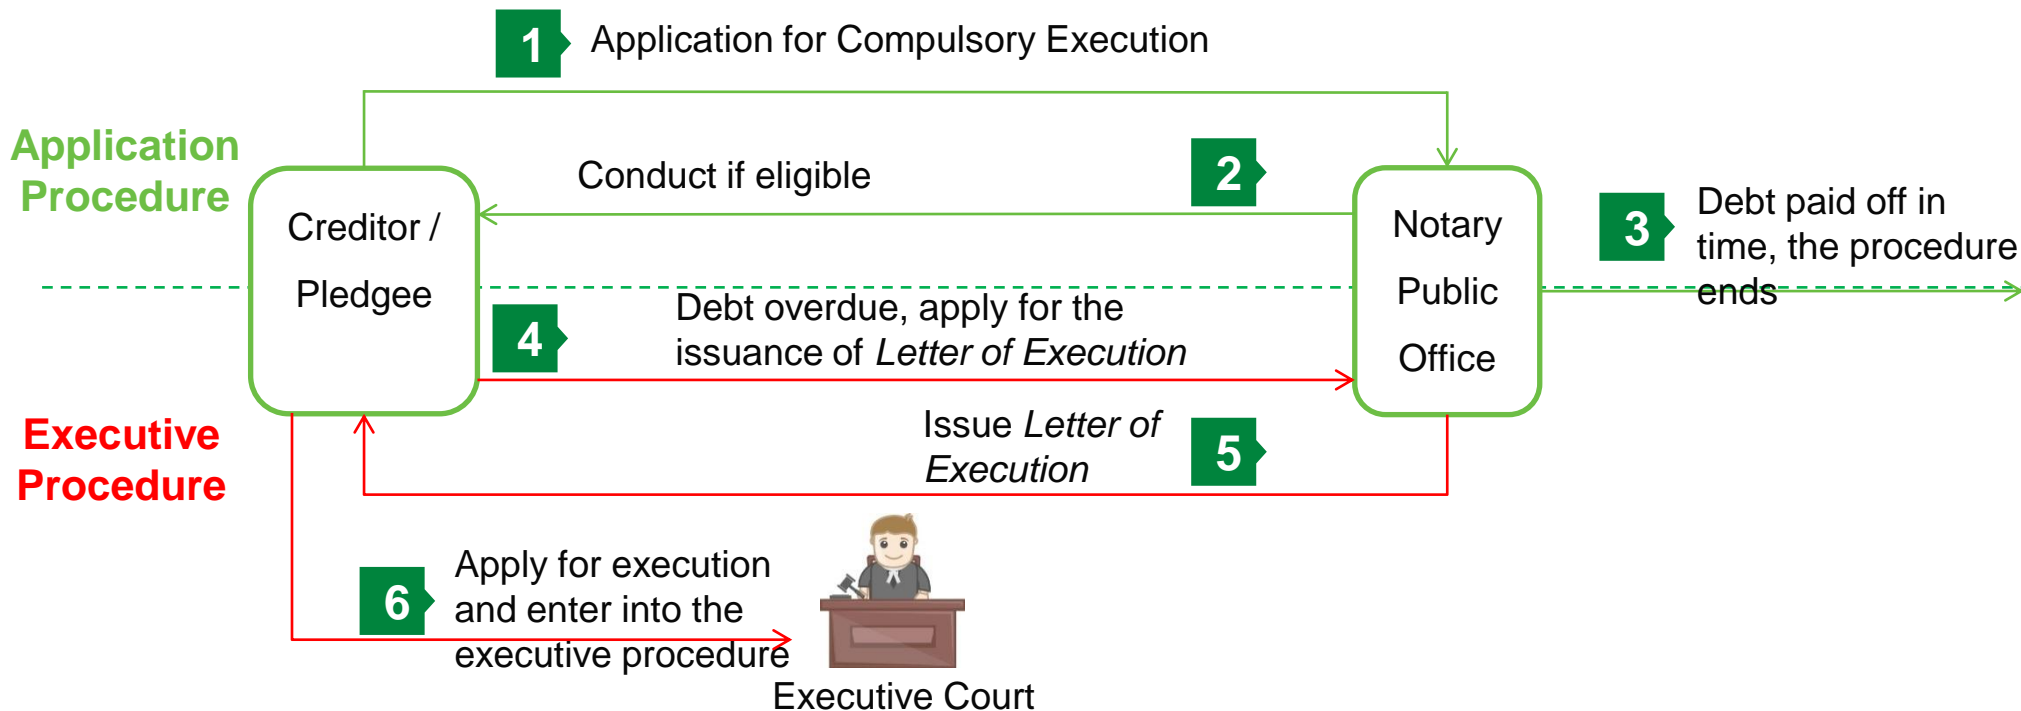 1
Application for Compulsory Execution
Application
Procedure
Conduct if eligible
2
Creditor /
Pledgee
Notary
Public
Office
3
Debt paid off in
time, the procedure
ends
4
Debt overdue, apply for the
issuance of Letter of Execution
Executive
Procedure
Issue Letter of
Execution
5
6
Apply for execution
and enter into the
executive procedure
Executive Court